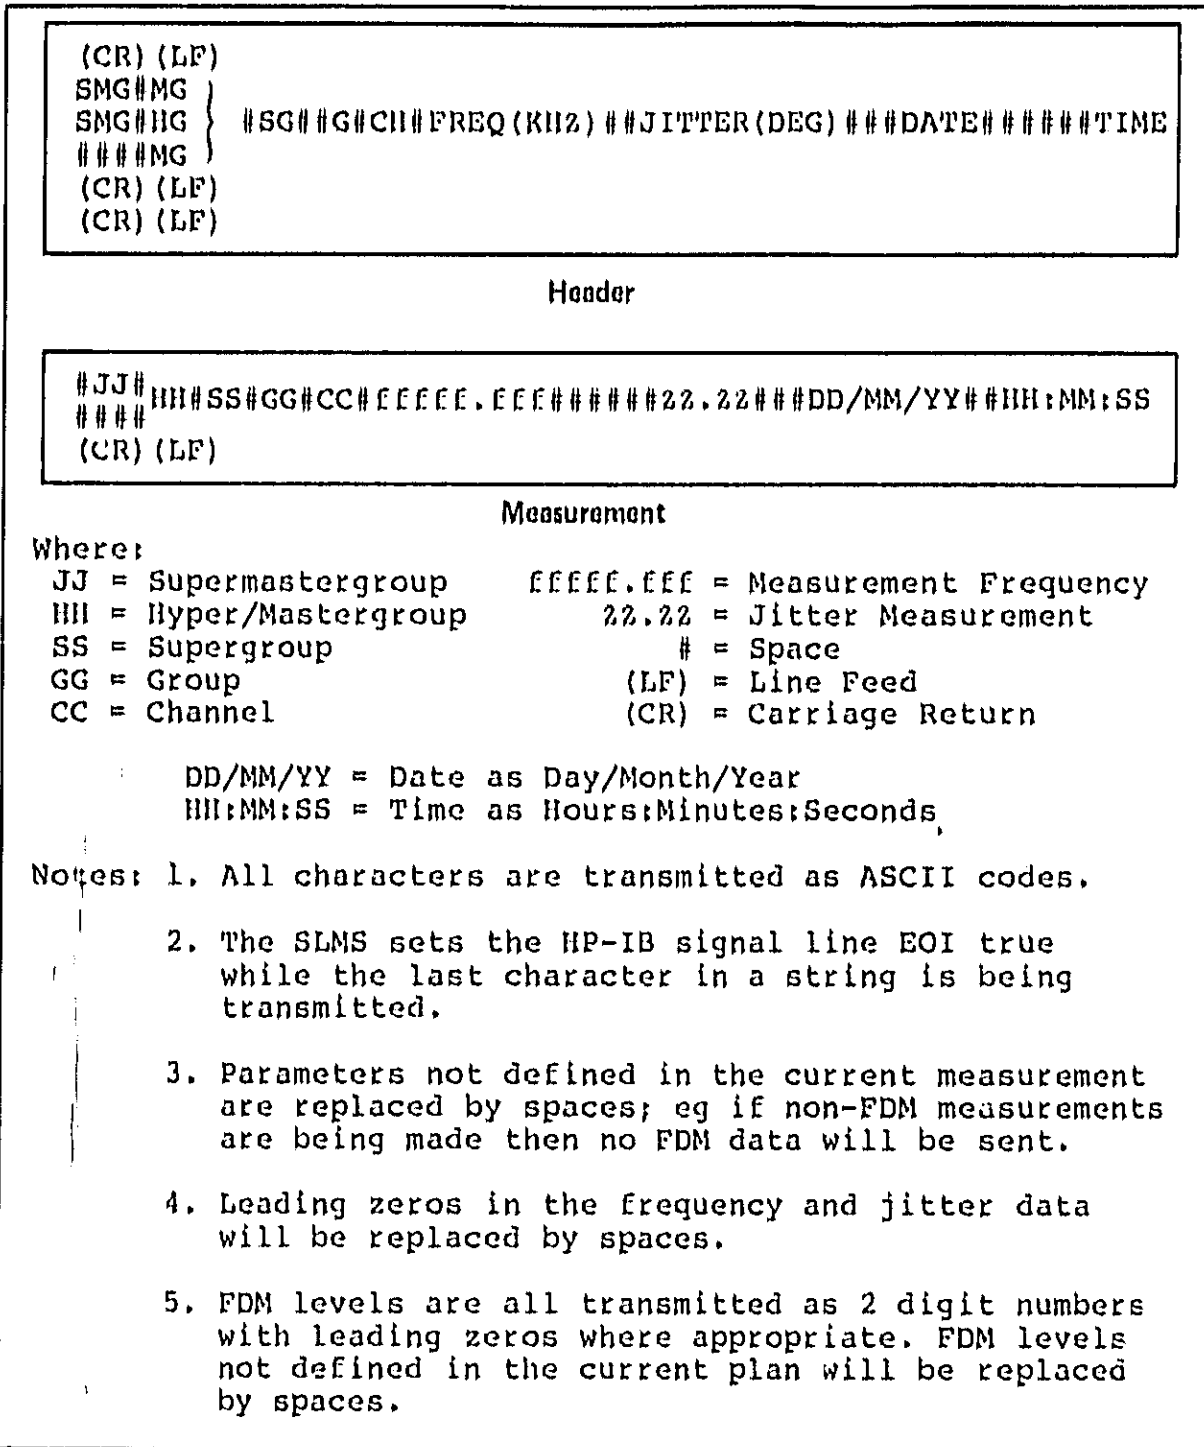 (CR)(LF)
SMG#MG
SMG#HG } #SG##G#CH#FREQ(KHZ)##JITTER(DEG)###DATE######TIME
####MG
(CR)(LF)
(CR)(LF)
Header
#JJ#
####HH#SS#GG#CC#fffff.fff######ZZ.ZZ###DD/MM/YY##HH:MM:SS
(CR)(LF)
Measurement
Where:
JJ = Supermastergroup fffff.fff = Measurement Frequency
HH = Hyper/Mastergroup ZZ.ZZ = Jitter Measurement
SS = Supergroup # = Space
GG = Group (LF) = Line Feed
CC = Channel (CR) = Carriage Return
DD/MM/YY = Date as Day/Month/Year
HH:MM:SS = Time as Hours:Minutes:Seconds
Notes: 1. All characters are transmitted as ASCII codes.
2. The SLMS sets the HP-IB signal line EOI true
while the last character in a string is being
transmitted.
3. Parameters not defined in the current measurement
are replaced by spaces; eg if non-FDM measurements
are being made then no FDM data will be sent.
4. Leading zeros in the frequency and jitter data
will be replaced by spaces.
5. FDM levels are all transmitted as 2 digit numbers
with leading zeros where appropriate. FDM levels
not defined in the current plan will be replaced
by spaces.